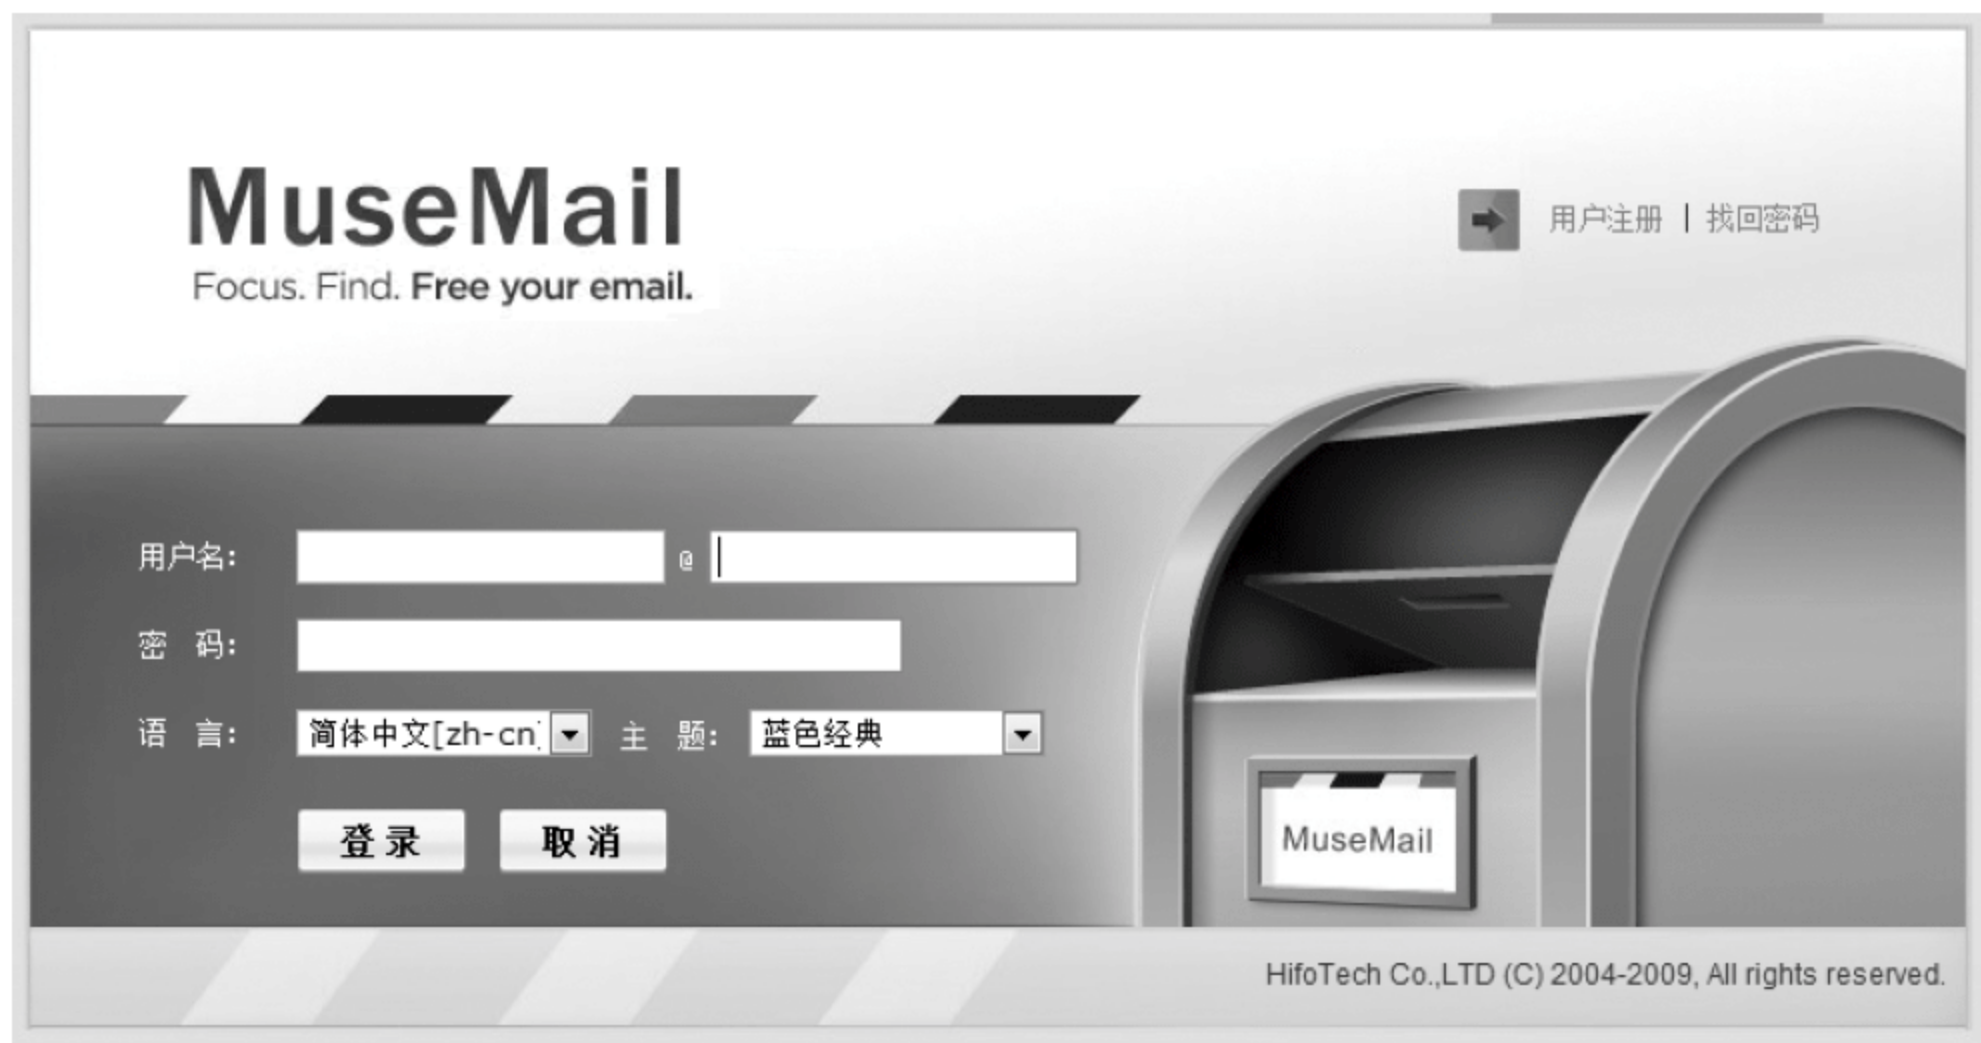 MuseMail
Focus. Find. Free your email.
用户注册 | 找回密码
用户名: @
密 码:
语 言: 简体中文[zh-cn] 主 题: 蓝色经典
登录 取消
MuseMail
HifoTech Co.,LTD (C) 2004-2009, All rights reserved.